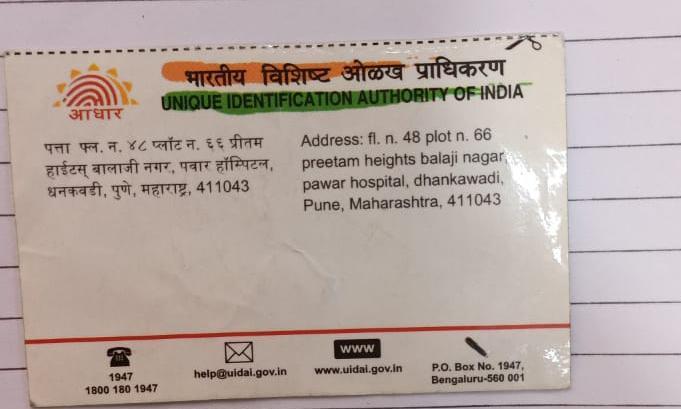 भारतीय विशिष्ट ओळख प्राधिकरण
UNIQUE IDENTIFICATION AUTHORITY OF INDIA
आधार
पत्ता फ्ल. न. ४८ प्लॉट न. ६६ प्रीतम
हाईटस् बालाजी नगर, पवार हॉस्पिटल,
धनकवडी, पुणे, महाराष्ट्र, 411043
Address: fl. n. 48 plot n. 66
preetam heights balaji nagar,
pawar hospital, dhankawadi,
Pune, Maharashtra, 411043
1947
1800 180 1947
help@uidai.gov.in
www
www.uidai.gov.in
P.O. Box No. 1947,
Bengaluru-560 001